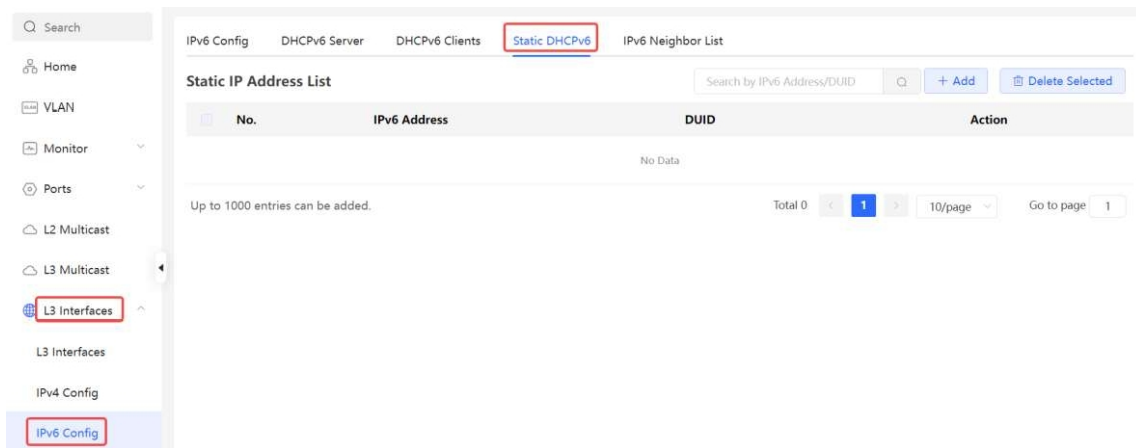 Search
Home
VLAN
Monitor
Ports
L2 Multicast
L3 Multicast
L3 Interfaces
L3 Interfaces
IPv4 Config
IPv6 Config
IPv6 Config DHCPv6 Server DHCPv6 Clients Static DHCPv6 IPv6 Neighbor List
Static IP Address List Search by IPv6 Address/DUID + Add Delete Selected
No. IPv6 Address DUID Action
No Data
Up to 1000 entries can be added. Total 0 < 1 > 10/page Go to page 1